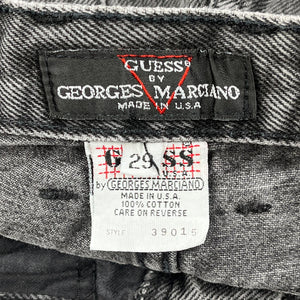 GUESS®
BY
GEORGES MARCIANO
MADE IN U.S.A
G 29 SS
U.S.A
by GEORGES MARCIANO
MADE IN U.S.A.
100% COTTON
CARE ON REVERSE
STYLE 39015